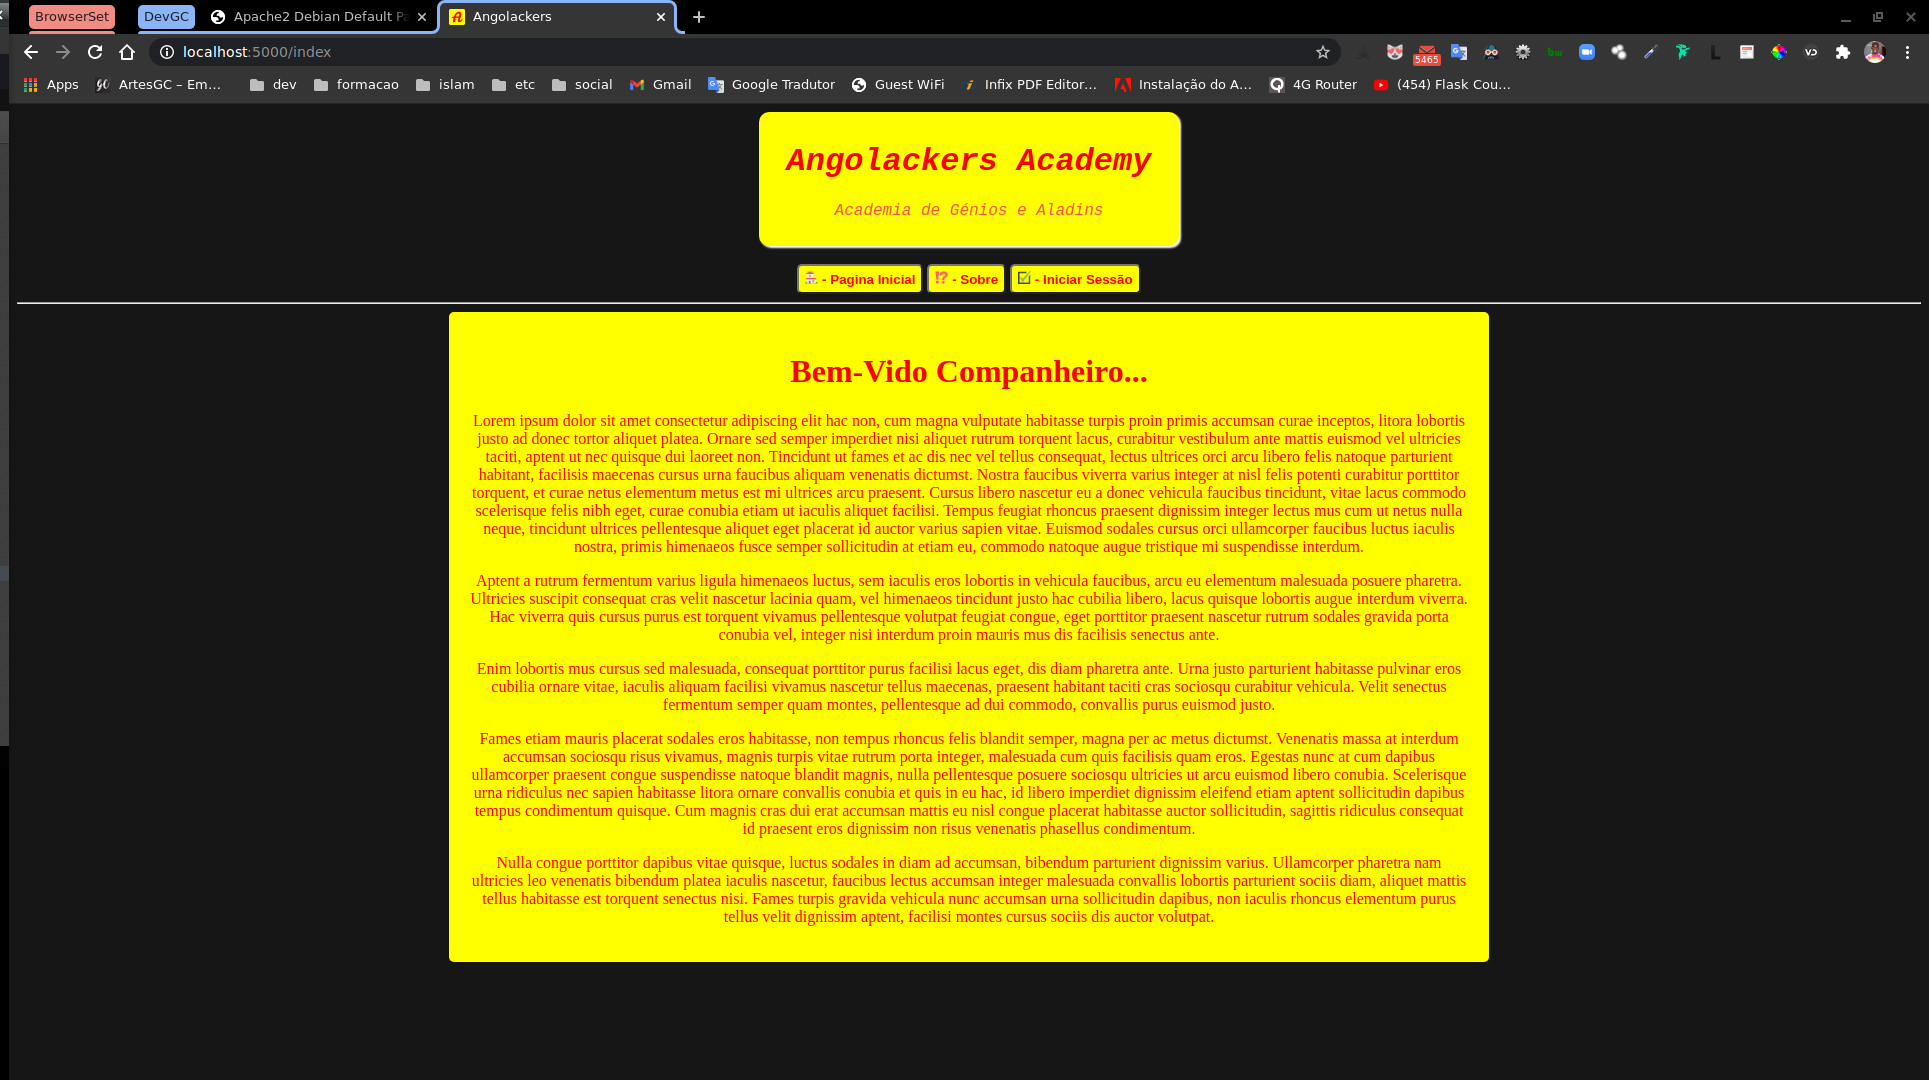 BrowserSet DevGC Apache2 Debian Default Pa Angolackers
localhost:5000/index
5465
Apps ArtesGC – Em... dev formacao islam etc social Gmail Google Tradutor Guest WiFi Infix PDF Editor... Instalação do A... 4G Router (454) Flask Cou...
Angolackers Academy
Academia de Génios e Aladins
- Pagina Inicial ⁉ - Sobre - Iniciar Sessão
Bem-Vido Companheiro...
Lorem ipsum dolor sit amet consectetur adipiscing elit hac non, cum magna vulputate habitasse turpis proin primis accumsan curae inceptos, litora lobortis
justo ad donec tortor aliquet platea. Ornare sed semper imperdiet nisi aliquet rutrum torquent lacus, curabitur vestibulum ante mattis euismod vel ultricies
taciti, aptent ut nec quisque dui laoreet non. Tincidunt ut fames et ac dis nec vel tellus consequat, lectus ultrices orci arcu libero felis natoque parturient
habitant, facilisis maecenas cursus urna faucibus aliquam venenatis dictumst. Nostra faucibus viverra varius integer at nisl felis potenti curabitur porttitor
torquent, et curae netus elementum metus est mi ultrices arcu praesent. Cursus libero nascetur eu a donec vehicula faucibus tincidunt, vitae lacus commodo
scelerisque felis nibh eget, curae conubia etiam ut iaculis aliquet facilisi. Tempus feugiat rhoncus praesent dignissim integer lectus mus cum ut netus nulla
neque, tincidunt ultrices pellentesque aliquet eget placerat id auctor varius sapien vitae. Euismod sodales cursus orci ullamcorper faucibus luctus iaculis
nostra, primis himenaeos fusce semper sollicitudin at etiam eu, commodo natoque augue tristique mi suspendisse interdum.
Aptent a rutrum fermentum varius ligula himenaeos luctus, sem iaculis eros lobortis in vehicula faucibus, arcu eu elementum malesuada posuere pharetra.
Ultricies suscipit consequat cras velit nascetur lacinia quam, vel himenaeos tincidunt justo hac cubilia libero, lacus quisque lobortis augue interdum viverra.
Hac viverra quis cursus purus est torquent vivamus pellentesque volutpat feugiat congue, eget porttitor praesent nascetur rutrum sodales gravida porta
conubia vel, integer nisi interdum proin mauris mus dis facilisis senectus ante.
Enim lobortis mus cursus sed malesuada, consequat porttitor purus facilisi lacus eget, dis diam pharetra ante. Urna justo parturient habitasse pulvinar eros
cubilia ornare vitae, iaculis aliquam facilisi vivamus nascetur tellus maecenas, praesent habitant taciti cras sociosqu curabitur vehicula. Velit senectus
fermentum semper quam montes, pellentesque ad dui commodo, convallis purus euismod justo.
Fames etiam mauris placerat sodales eros habitasse, non tempus rhoncus felis blandit semper, magna per ac metus dictumst. Venenatis massa at interdum
accumsan sociosqu risus vivamus, magnis turpis vitae rutrum porta integer, malesuada cum quis facilisis quam eros. Egestas nunc at cum dapibus
ullamcorper praesent congue suspendisse natoque blandit magnis, nulla pellentesque posuere sociosqu ultricies ut arcu euismod libero conubia. Scelerisque
urna ridiculus nec sapien habitasse litora ornare convallis conubia et quis in eu hac, id libero imperdiet dignissim eleifend etiam aptent sollicitudin dapibus
tempus condimentum quisque. Cum magnis cras dui erat accumsan mattis eu nisl congue placerat habitasse auctor sollicitudin, sagittis ridiculus consequat
id praesent eros dignissim non risus venenatis phasellus condimentum.
Nulla congue porttitor dapibus vitae quisque, luctus sodales in diam ad accumsan, bibendum parturient dignissim varius. Ullamcorper pharetra nam
ultricies leo venenatis bibendum platea iaculis nascetur, faucibus lectus accumsan integer malesuada convallis lobortis parturient sociis diam, aliquet mattis
tellus habitasse est torquent senectus nisi. Fames turpis gravida vehicula nunc accumsan urna sollicitudin dapibus, non iaculis rhoncus elementum purus
tellus velit dignissim aptent, facilisi montes cursus sociis dis auctor volutpat.